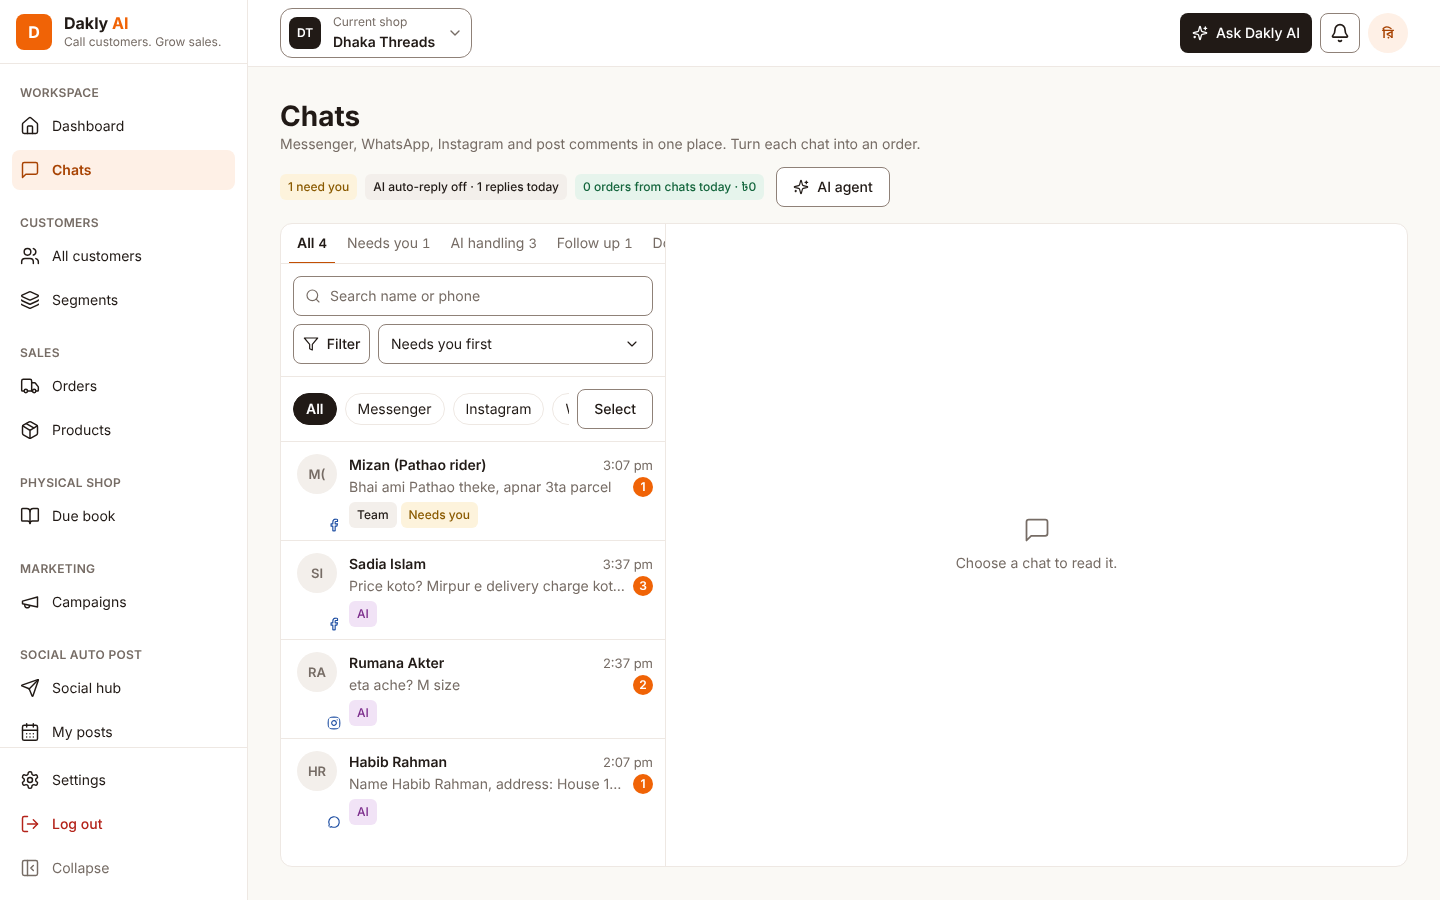 D
Dakly AI
Call customers. Grow sales.
WORKSPACE
Dashboard
Chats
CUSTOMERS
All customers
Segments
SALES
Orders
Products
PHYSICAL SHOP
Due book
MARKETING
Campaigns
SOCIAL AUTO POST
Social hub
My posts
Settings
Log out
Collapse
DT
Current shop
Dhaka Threads
Ask Dakly AI
রি
Chats
Messenger, WhatsApp, Instagram and post comments in one place. Turn each chat into an order.
1 need you
AI auto-reply off · 1 replies today
0 orders from chats today · ৳0
AI agent
All 4
Needs you 1
AI handling 3
Follow up 1
Search name or phone
Filter
Needs you first
All
Messenger
Instagram
Select
M(
Mizan (Pathao rider)
3:07 pm
Bhai ami Pathao theke, apnar 3ta parcel
1
Team
Needs you
SI
Sadia Islam
3:37 pm
Price koto? Mirpur e delivery charge kot...
3
AI
RA
Rumana Akter
2:37 pm
eta ache? M size
2
AI
HR
Habib Rahman
2:07 pm
Name Habib Rahman, address: House 1...
1
AI
Choose a chat to read it.